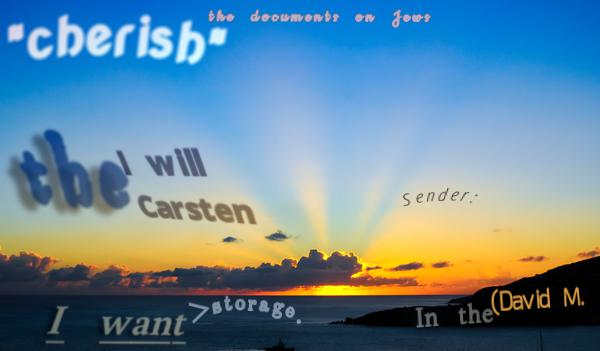 the documents on Jews
"cherish"
the
I will
Carsten
Sender:
I want
>storage.
In the
(David M.